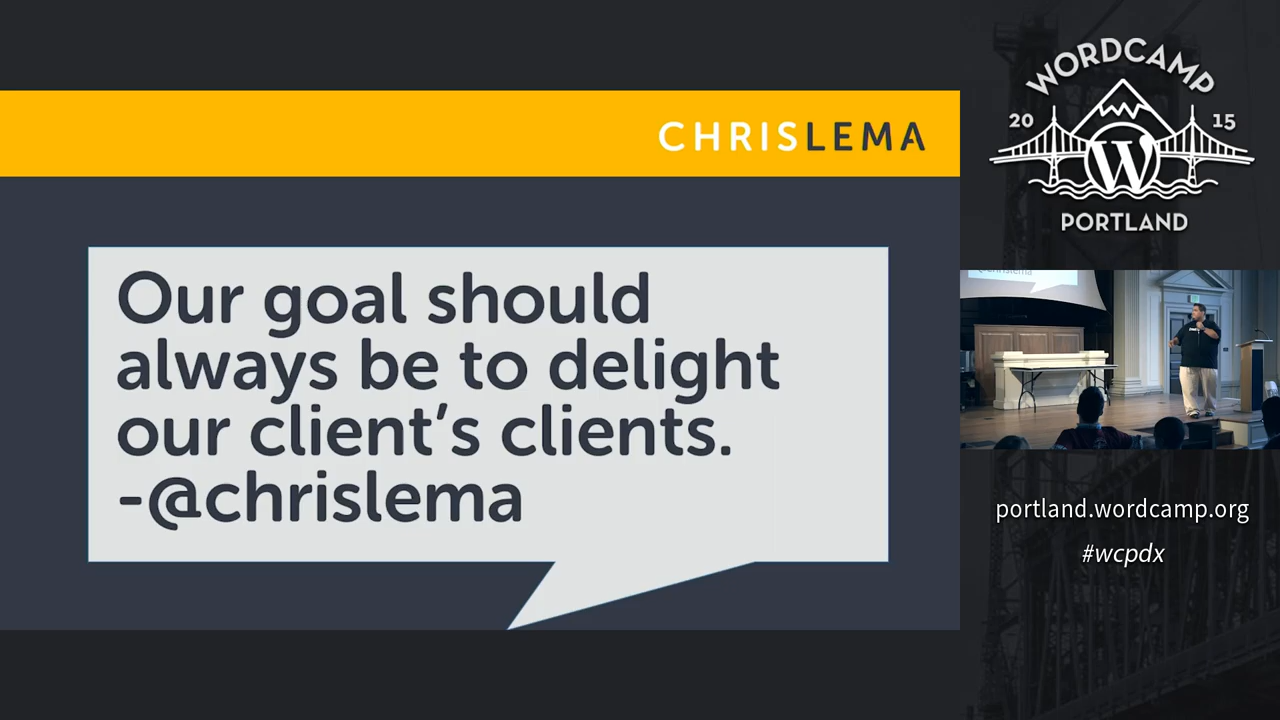 CHRISLEMA
Our goal should
always be to delight
our client’s clients.
-@chrislema
WORDCAMP
20 15
W
PORTLAND
@chrislema
portland.wordcamp.org
#wcpdx